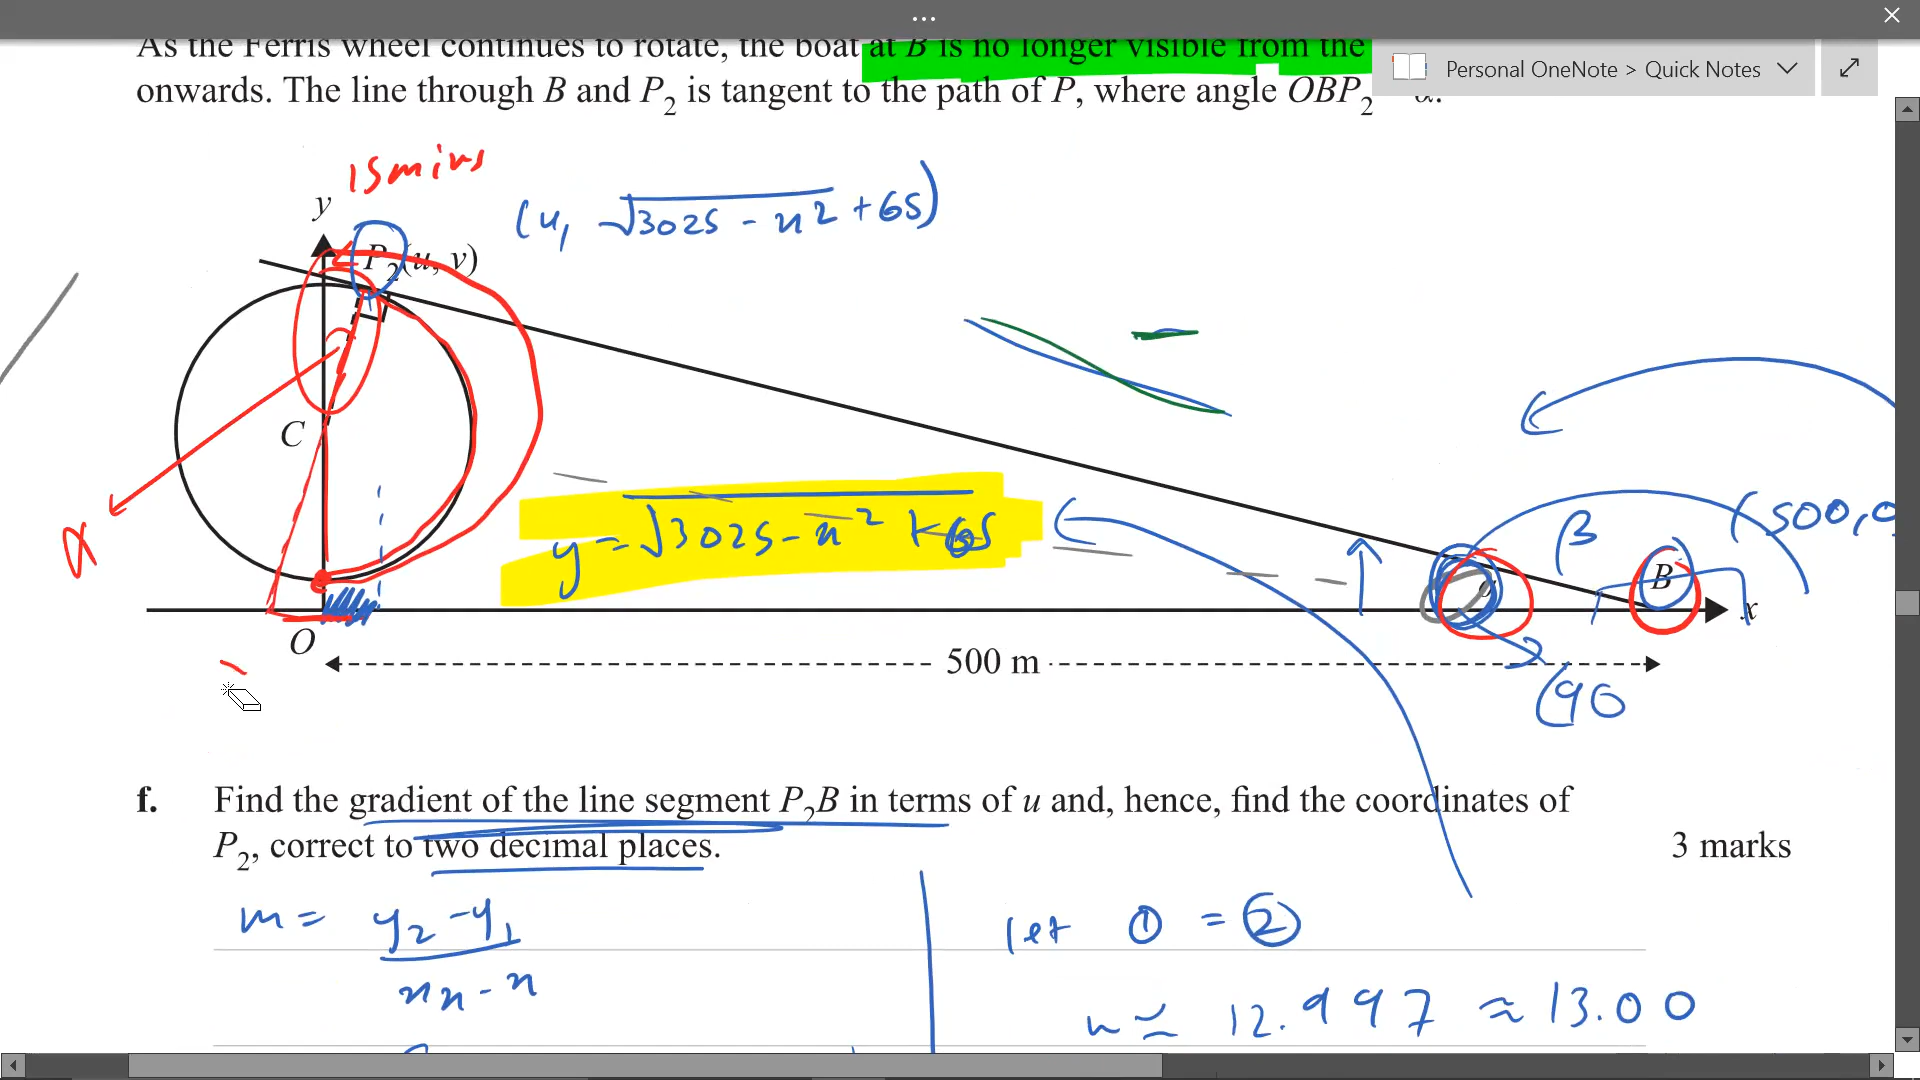 As the Ferris wheel continues to rotate, the boat at B is no longer visible from the
Personal OneNote > Quick Notes
onwards. The line through B and P2 is tangent to the path of P, where angle OBP2 = α.
15mins
y
(u, √3025 - x² + 65)
P2(u, v)
C
α
y = √3025 - x² + 65
β
(500,0
B
x
O
500 m
(90
f. Find the gradient of the line segment P2B in terms of u and, hence, find the coordinates of
P2, correct to two decimal places.
3 marks
m = y2 - y1
x2 - x
let ① = ②
u ≃ 12.997 ≈ 13.00